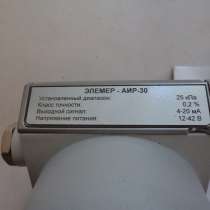 ЭЛЕМЕР - АИР-30
Установленный диапазон: 25 кПа
Класс точности: 0,2 %
Выходной сигнал: 4-20 мА
Напряжение питания: 12-42 В